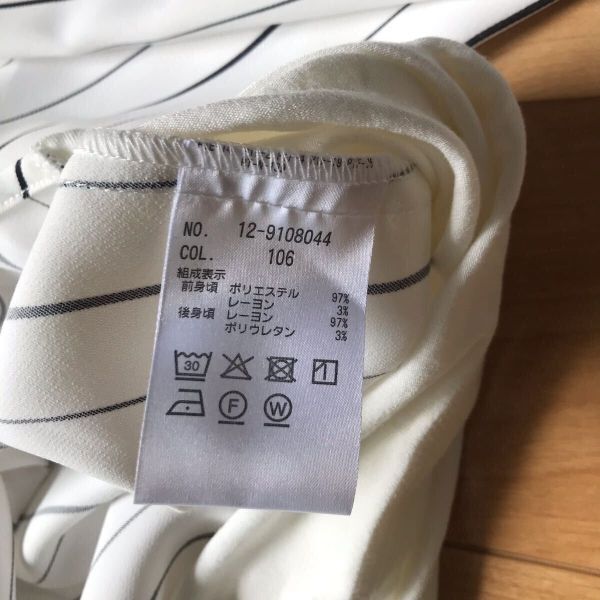 NO. 12-9108044
COL. 106
組成表示
前身頃 ポリエステル 97%
レーヨン 3%
後身頃 レーヨン 97%
ポリウレタン 3%
30
F W